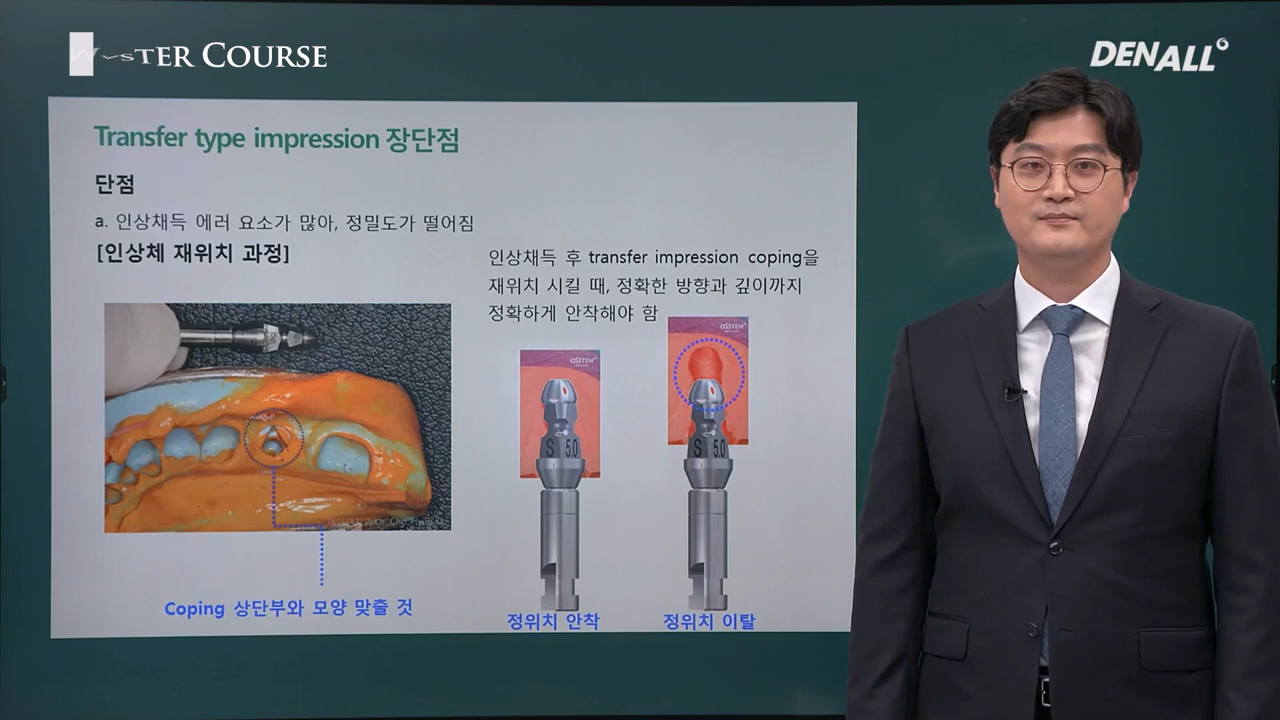 TER COURSE
DENALL
Transfer type impression 장단점
단점
a. 인상채득 에러 요소가 많아, 정밀도가 떨어짐
[인상체 재위치 과정]
인상채득 후 transfer impression coping을
재위치 시킬 때, 정확한 방향과 깊이까지
정확하게 안착해야 함
OSSTEM
OSSTEM
S 5.0
S 5.0
Coping 상단부와 모양 맞출 것
정위치 안착
정위치 이탈